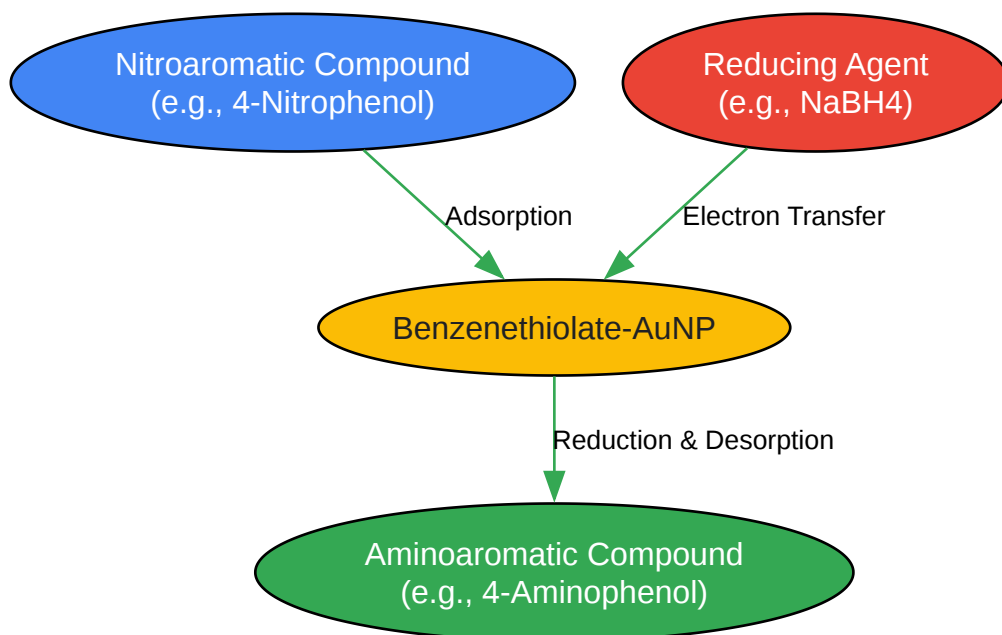 Nitroaromatic Compound
(e.g., 4-Nitrophenol)
Reducing Agent
(e.g., NaBH4)
Adsorption
Electron Transfer
Benzenethiolate-AuNP
Reduction & Desorption
Aminoaromatic Compound
(e.g., 4-Aminophenol)